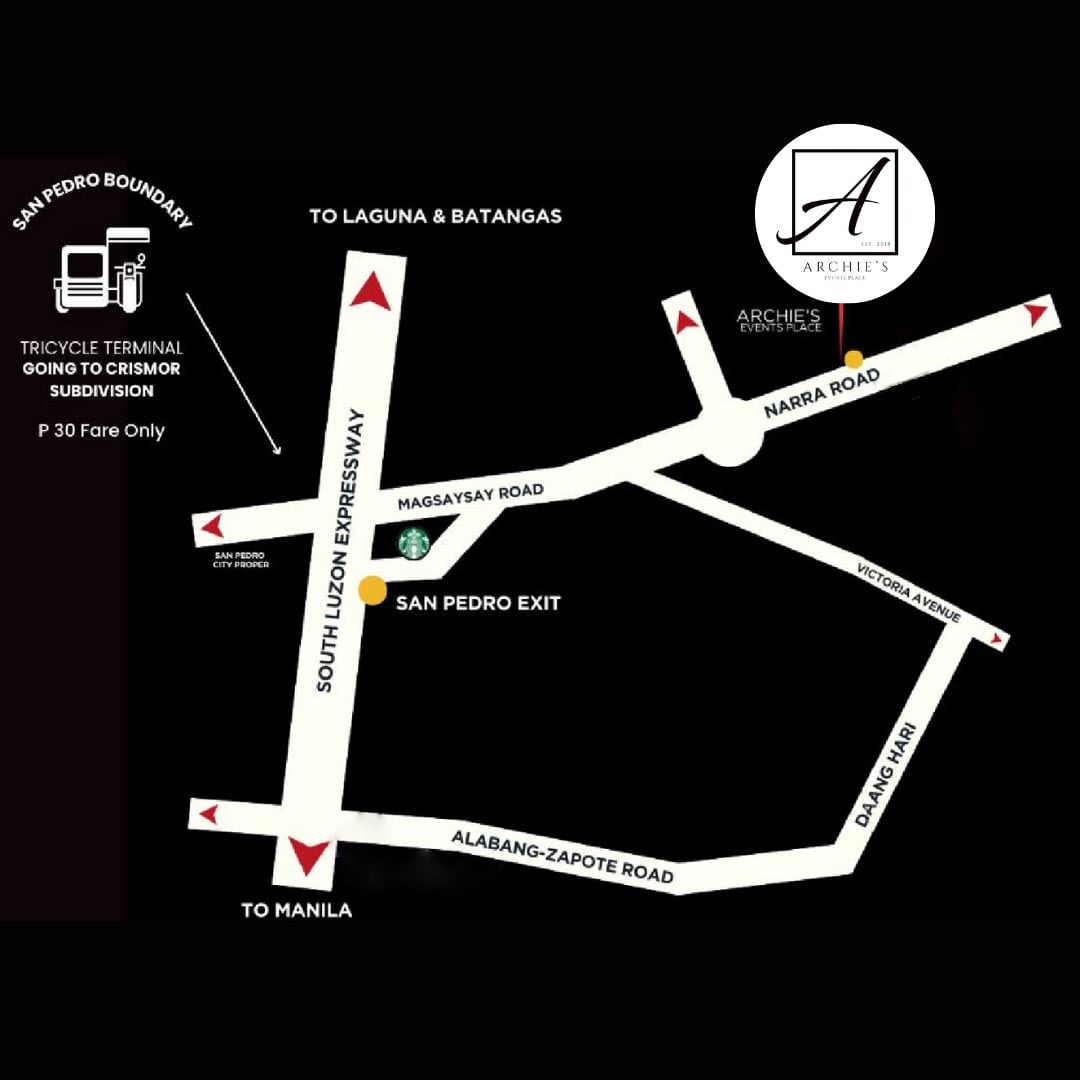 SAN PEDRO BOUNDARY
TRICYCLE TERMINAL
GOING TO CRISMOR
SUBDIVISION
P 30 Fare Only
TO LAGUNA & BATANGAS
A
EST. 2018
ARCHIE'S
EVENTS PLACE
ARCHIE'S
EVENTS PLACE
NARRA ROAD
MAGSAYSAY ROAD
SOUTH LUZON EXPRESSWAY
SAN PEDRO
CITY PROPER
SAN PEDRO EXIT
VICTORIA AVENUE
DAANG HARI
ALABANG-ZAPOTE ROAD
TO MANILA